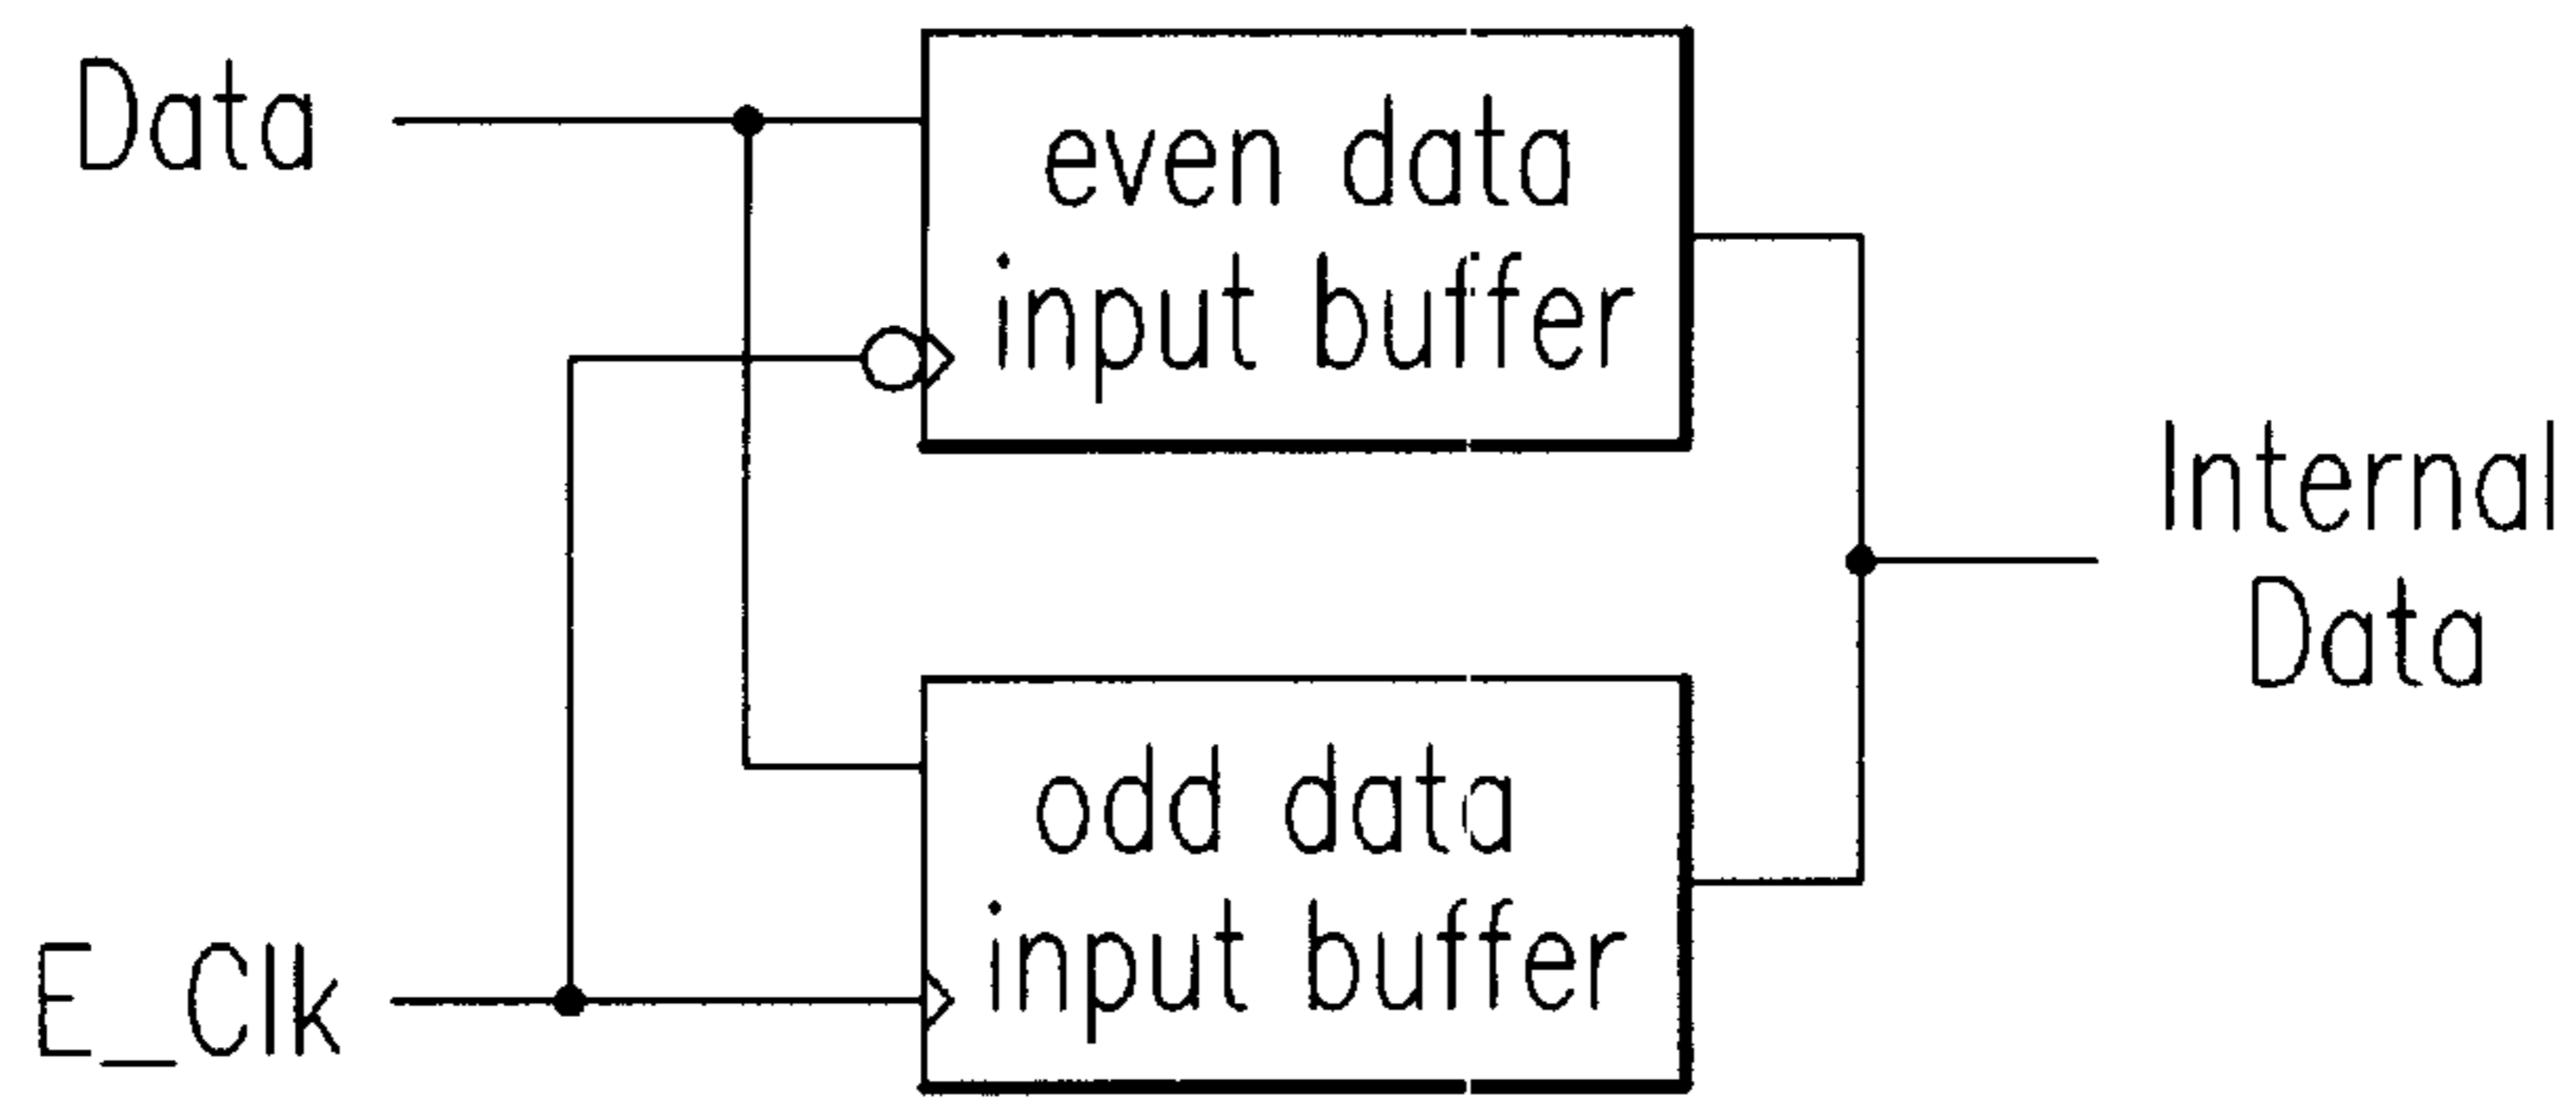 Data
even data
input buffer
Internal
Data
odd data
input buffer
E_Clk